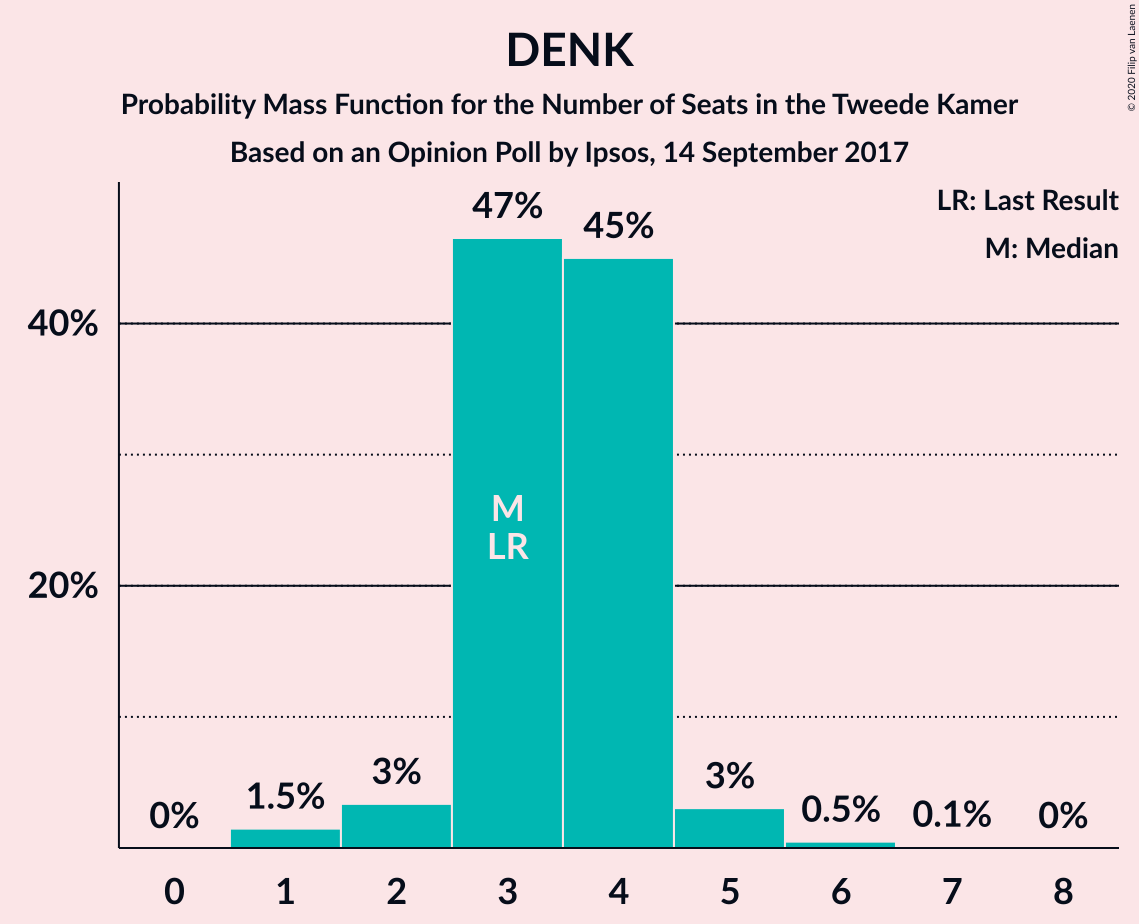 DENK
Probability Mass Function for the Number of Seats in the Tweede Kamer
Based on an Opinion Poll by Ipsos, 14 September 2017
© 2020 Filip van Laenen
LR: Last Result
M: Median
40%
20%
0%
1.5%
3%
47%
45%
3%
0.5%
0.1%
0%
M
LR
0 1 2 3 4 5 6 7 8